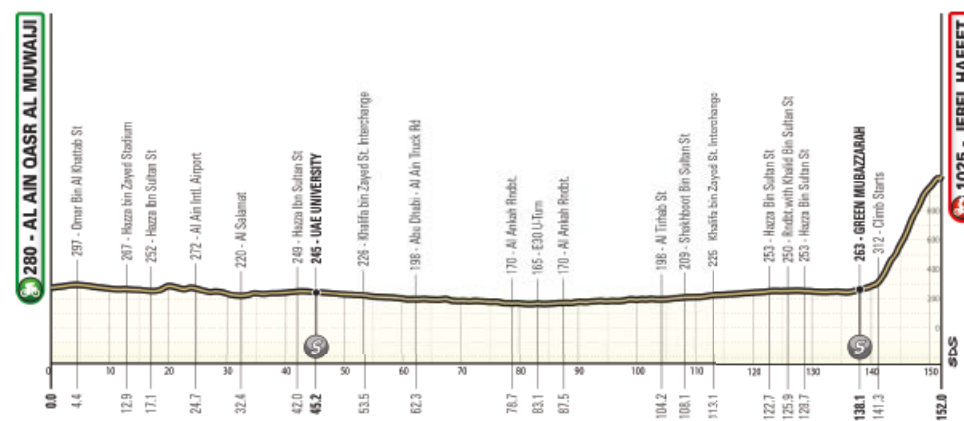 280 - AL AIN QASR AL MUWAIJI
297 - Omar Bin Al Khattab St
267 - Hazza bin Zayed Stadium
252 - Hazza Ibn Sultan St
272 - Al Ain Intl. Airport
220 - Al Salamat
249 - Hazza Ibn Sultan St
245 - UAE UNIVERSITY
226 - Khalifa bin Zayed St. Interchange
198 - Abu Dhabi - Al Ain Truck Rd
170 - Al Ankah Rndbt.
165 - E30 U-Turn
170 - Al Ankah Rndbt.
198 - Al Tirhab St
209 - Shakhboot Bin Sultan St
225 Khalifa bin Zayed St. Interchange
253 - Hazza Bin Sultan St
250 - Rndbt. with Khalid Bin Sultan St
253 - Hazza Bin Sultan St
263 - GREEN MUBAZZARAH
312 - Climb Starts
1025 - JEBEL HAFEET
800
600
400
200
0
S
S
SDS
0 10 20 30 40 50 60 70 80 90 100 110 120 130 140 150
0.0 4.4 12.9 17.1 24.7 32.4 42.0 45.2 53.5 62.3 78.7 83.1 87.5 104.2 108.1 113.1 122.7 125.9 128.7 138.1 141.3 152.0